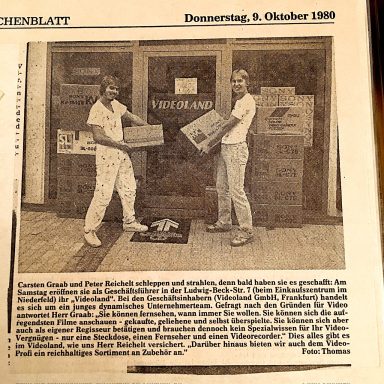 CHENBLATT
Donnerstag, 9. Oktober 1980
VIDEOLAND
SONY
Carsten Graab und Peter Reichelt schleppen und strahlen, denn bald haben sie es geschafft: Am
Samstag eröffnen sie als Geschäftsführer in der Ludwig-Beck-Str. 7 (beim Einkaufszentrum im
Niederfeld) ihr „Videoland". Bei den Geschäftsinhabern (Videoland GmbH, Frankfurt) handelt
es sich um ein junges dynamisches Unternehmerteam. Gefragt nach den Gründen für Video
antwortet Herr Graab: „Sie können fernsehen, wann immer Sie wollen. Sie können sich die auf-
regendsten Filme anschauen - gekaufte, geliehene und selbst überspielte. Sie können sich aber
auch als eigener Regisseur betätigen und brauchen dennoch kein Spezialwissen für Ihr Video-
Vergnügen - nur eine Steckdose, einen Fernseher und einen Videorecorder." Dies alles gibt es
im Videoland, wie uns Herr Reichelt versichert. „Darüber hinaus bieten wir auch dem Video-
Profi ein reichhaltiges Sortiment an Zubehör an."
Foto: Thomas